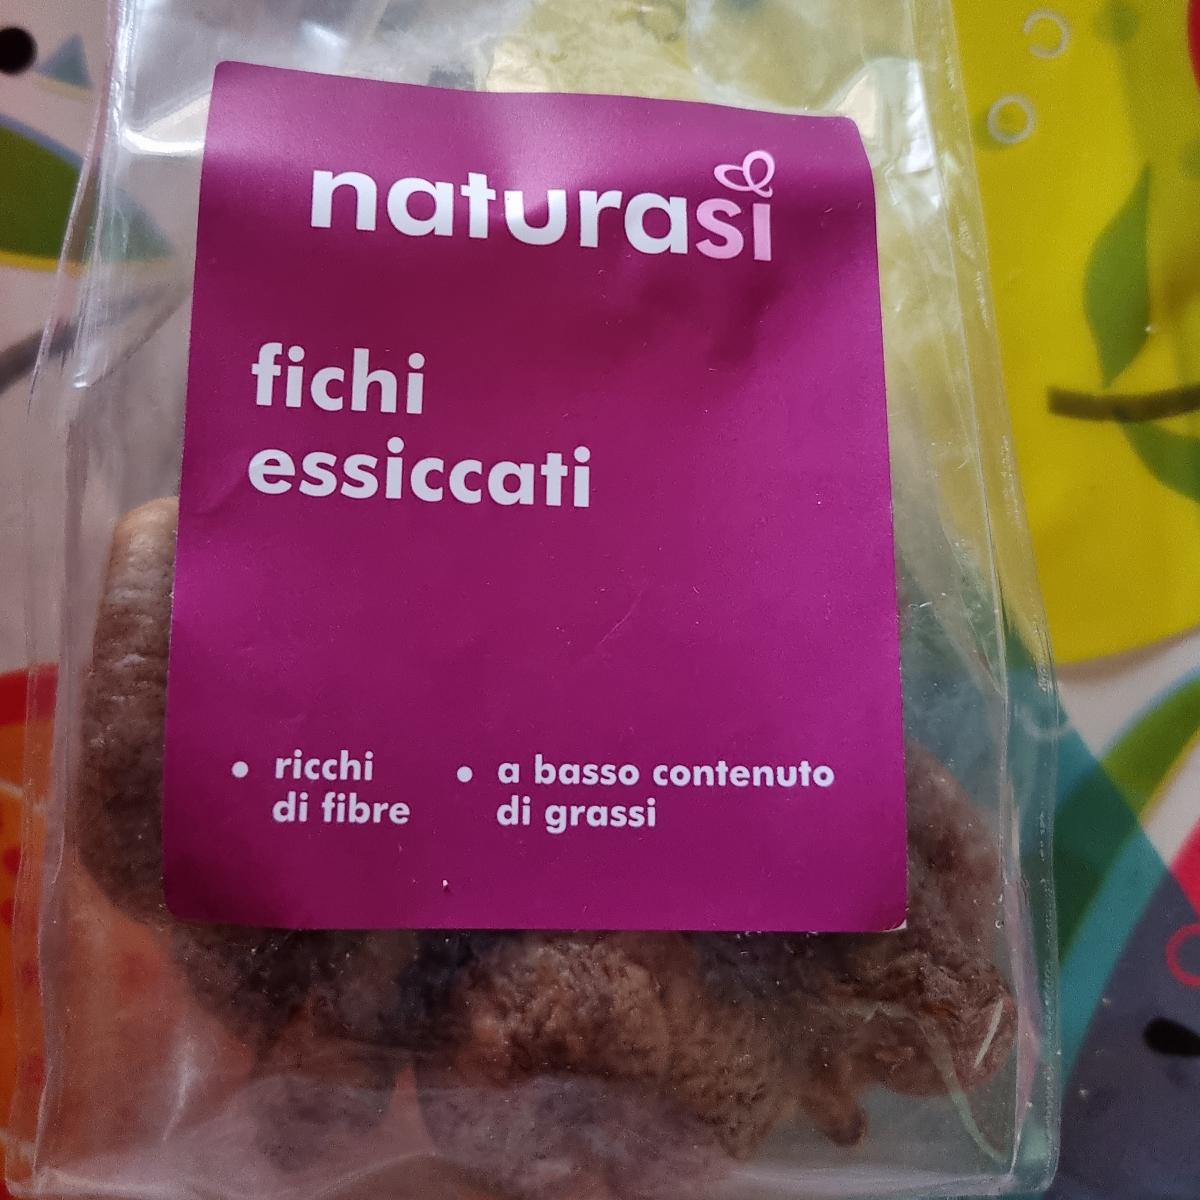 naturasì
fichi
essiccati
• ricchi
di fibre
• a basso contenuto
di grassi